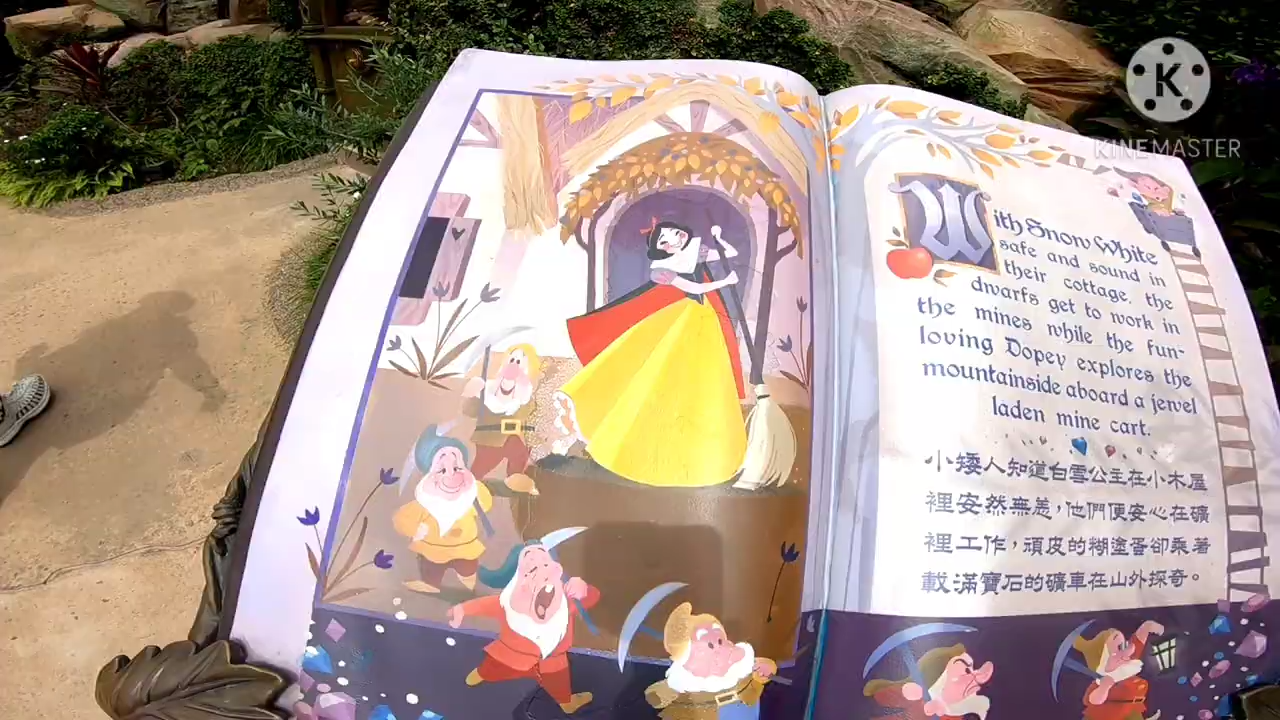 K
KINEMASTER
With Snow White
safe and sound in
their cottage, the
dwarfs get to work in
the mines while the fun-
loving Dopey explores the
mountainside aboard a jewel
laden mine cart.
小矮人知道白雪公主在小木屋
裡安然無恙，他們便安心在礦
裡工作，頑皮的糊塗蛋卻乘著
載滿寶石的礦車在山外探奇。